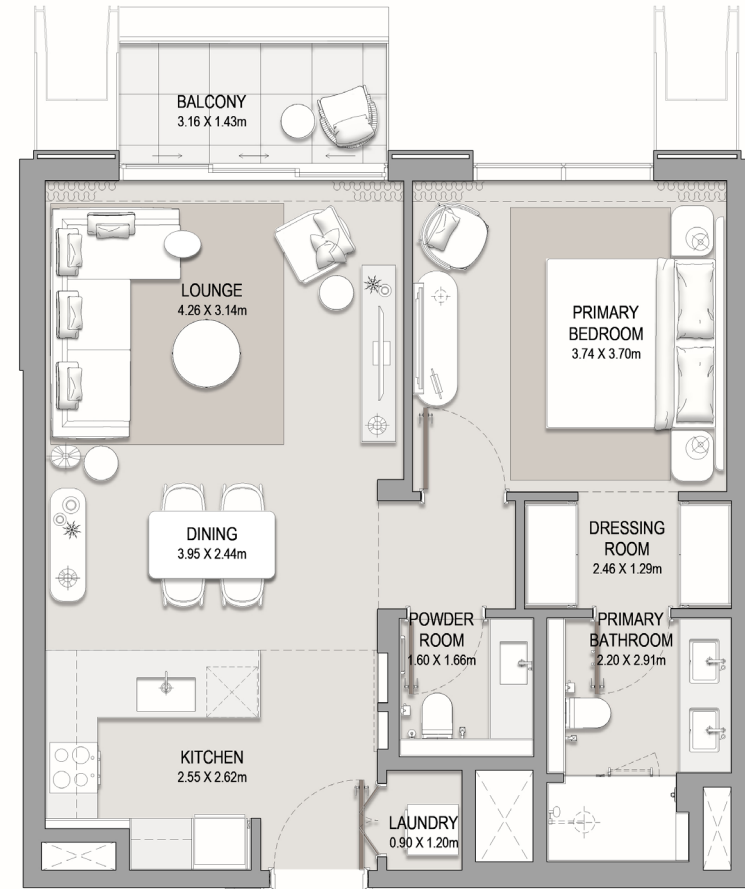 BALCONY
3.16 X 1.43m
LOUNGE
4.26 X 3.14m
PRIMARY
BEDROOM
3.74 X 3.70m
DINING
3.95 X 2.44m
DRESSING
ROOM
2.46 X 1.29m
POWDER
ROOM
1.60 X 1.66m
PRIMARY
BATHROOM
2.20 X 2.91m
KITCHEN
2.55 X 2.62m
LAUNDRY
0.90 X 1.20m